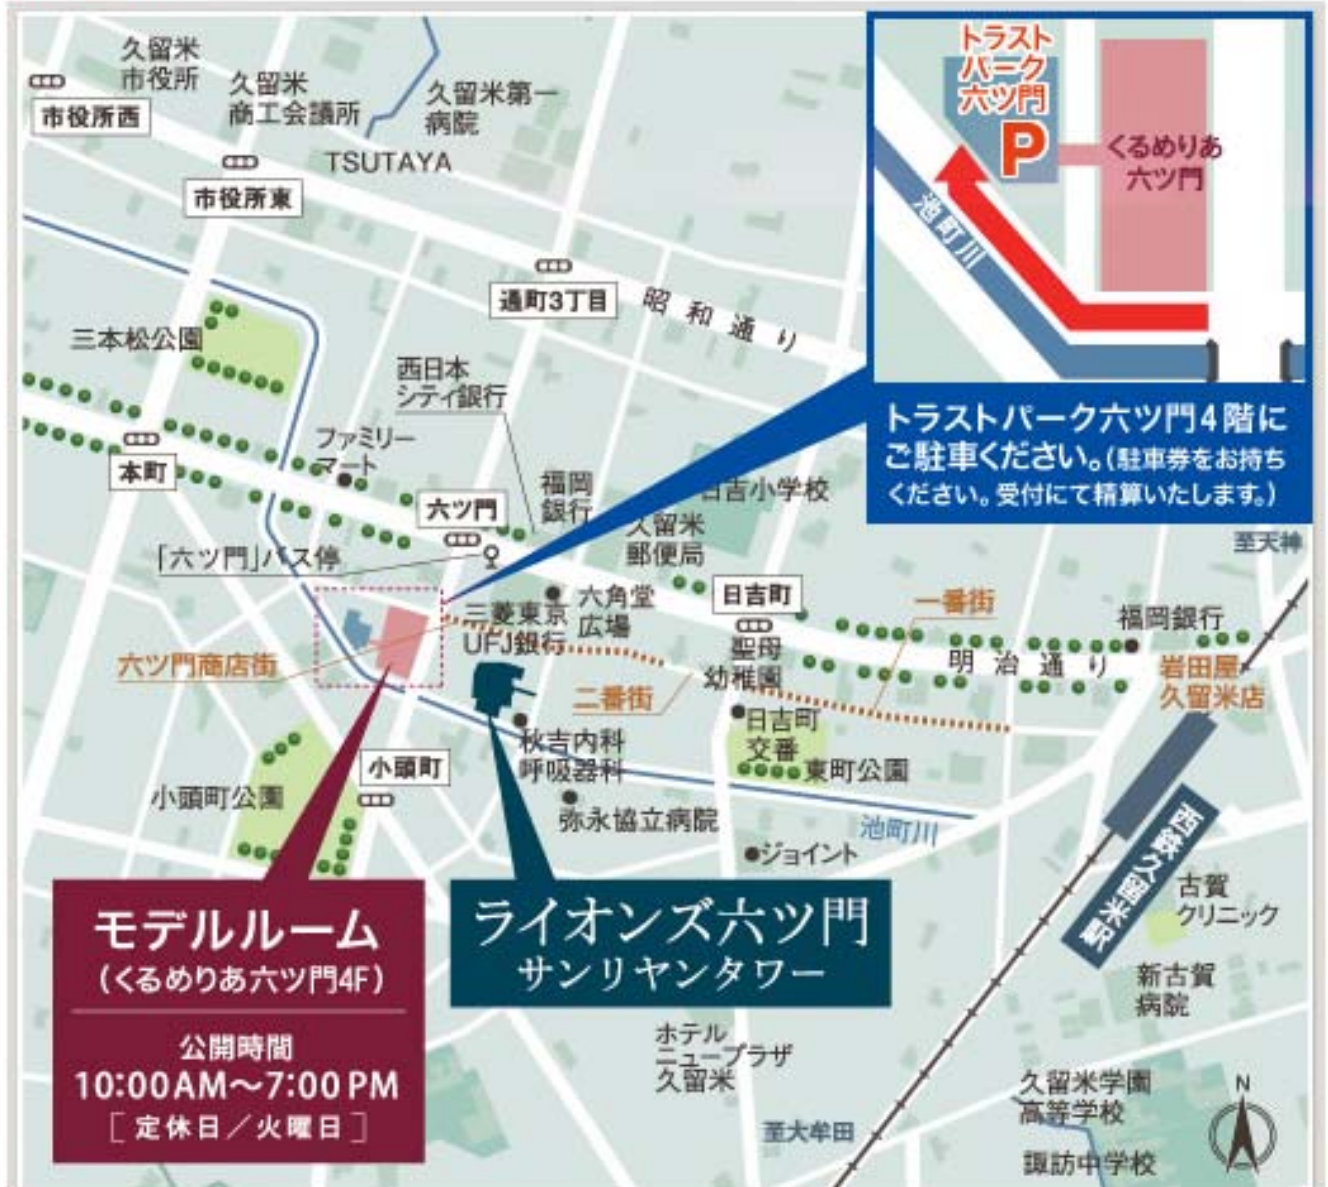 久留米
市役所
久留米
商工会議所
久留米第一
病院
市役所西
TSUTAYA
市役所東
通町3丁目
昭和通り
三本松公園
西日本
シティ銀行
ファミリー
マート
本町
六ツ門
福岡
銀行
日吉小学校
久留米
郵便局
「六ツ門」バス停
三菱東京
UFJ銀行
六角堂
広場
日吉町
聖母
幼稚園
一番街
福岡銀行
明治通り
岩田屋
久留米店
至天神
六ツ門商店街
二番街
日吉町
交番
東町公園
秋吉内科
呼吸器科
小頭町
小頭町公園
弥永協立病院
池町川
ジョイント
西鉄久留米駅
古賀
クリニック
新古賀
病院
ホテル
ニュープラザ
久留米
至大牟田
久留米学園
高等学校
諏訪中学校
N
トラスト
パーク
六ツ門
P
くるめりあ
六ツ門
池町川
トラストパーク六ツ門4階に
ご駐車ください。(駐車券をお持ち
ください。受付にて精算いたします。)
モデルルーム
(くるめりあ六ツ門4F)
公開時間
10:00AM〜7:00PM
[定休日/火曜日]
ライオンズ六ツ門
サンリヤンタワー